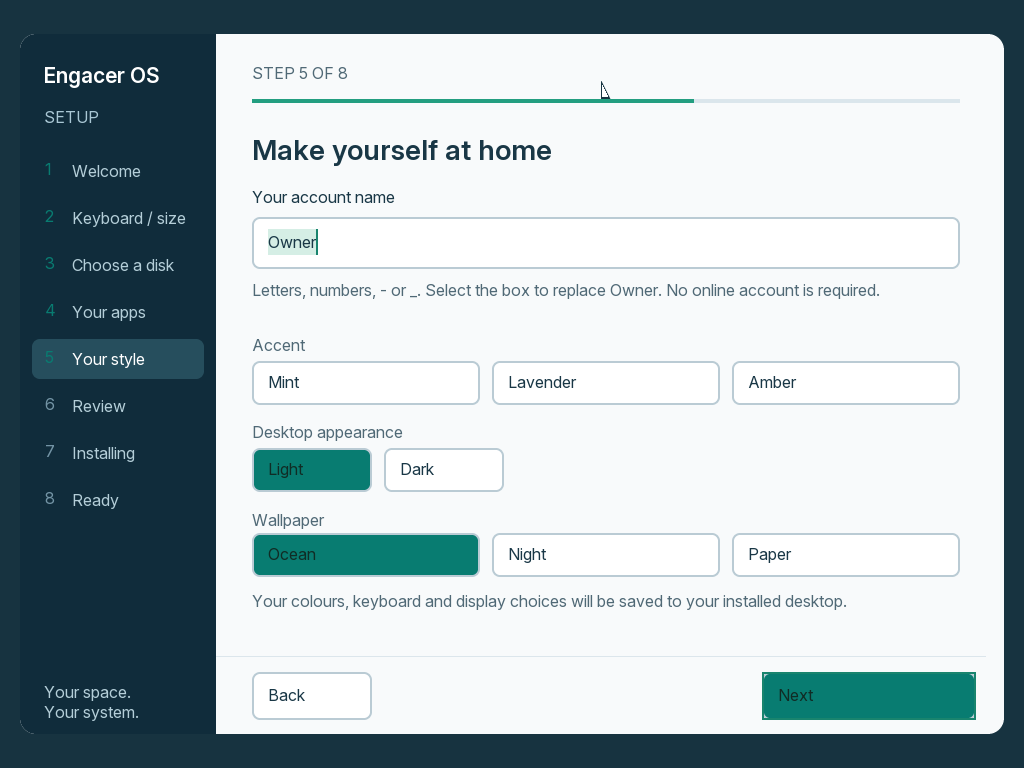 Engacer OS
SETUP
1 Welcome
2 Keyboard / size
3 Choose a disk
4 Your apps
5 Your style
6 Review
7 Installing
8 Ready
Your space.
Your system.
STEP 5 OF 8
Make yourself at home
Your account name
Owner
Letters, numbers, - or _. Select the box to replace Owner. No online account is required.
Accent
Mint Lavender Amber
Desktop appearance
Light Dark
Wallpaper
Ocean Night Paper
Your colours, keyboard and display choices will be saved to your installed desktop.
Back Next